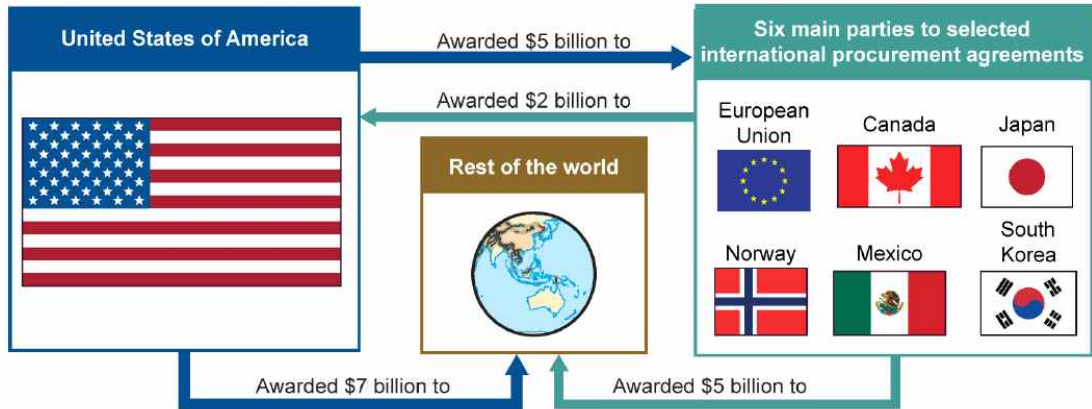 United States of America
Awarded $5 billion to
Six main parties to selected
international procurement agreements
Awarded $2 billion to
European
Union
Canada
Japan
Rest of the world
Norway
Mexico
South
Korea
Awarded $7 billion to
Awarded $5 billion to